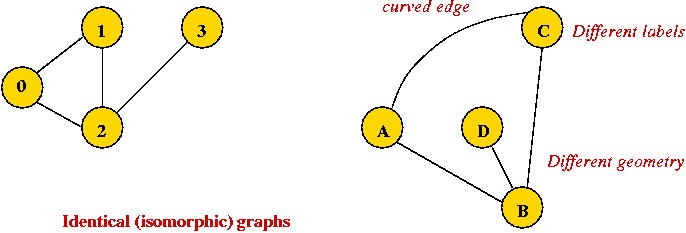 curved edge
1
3
C
Different labels
0
2
A
D
Different geometry
B
Identical (isomorphic) graphs